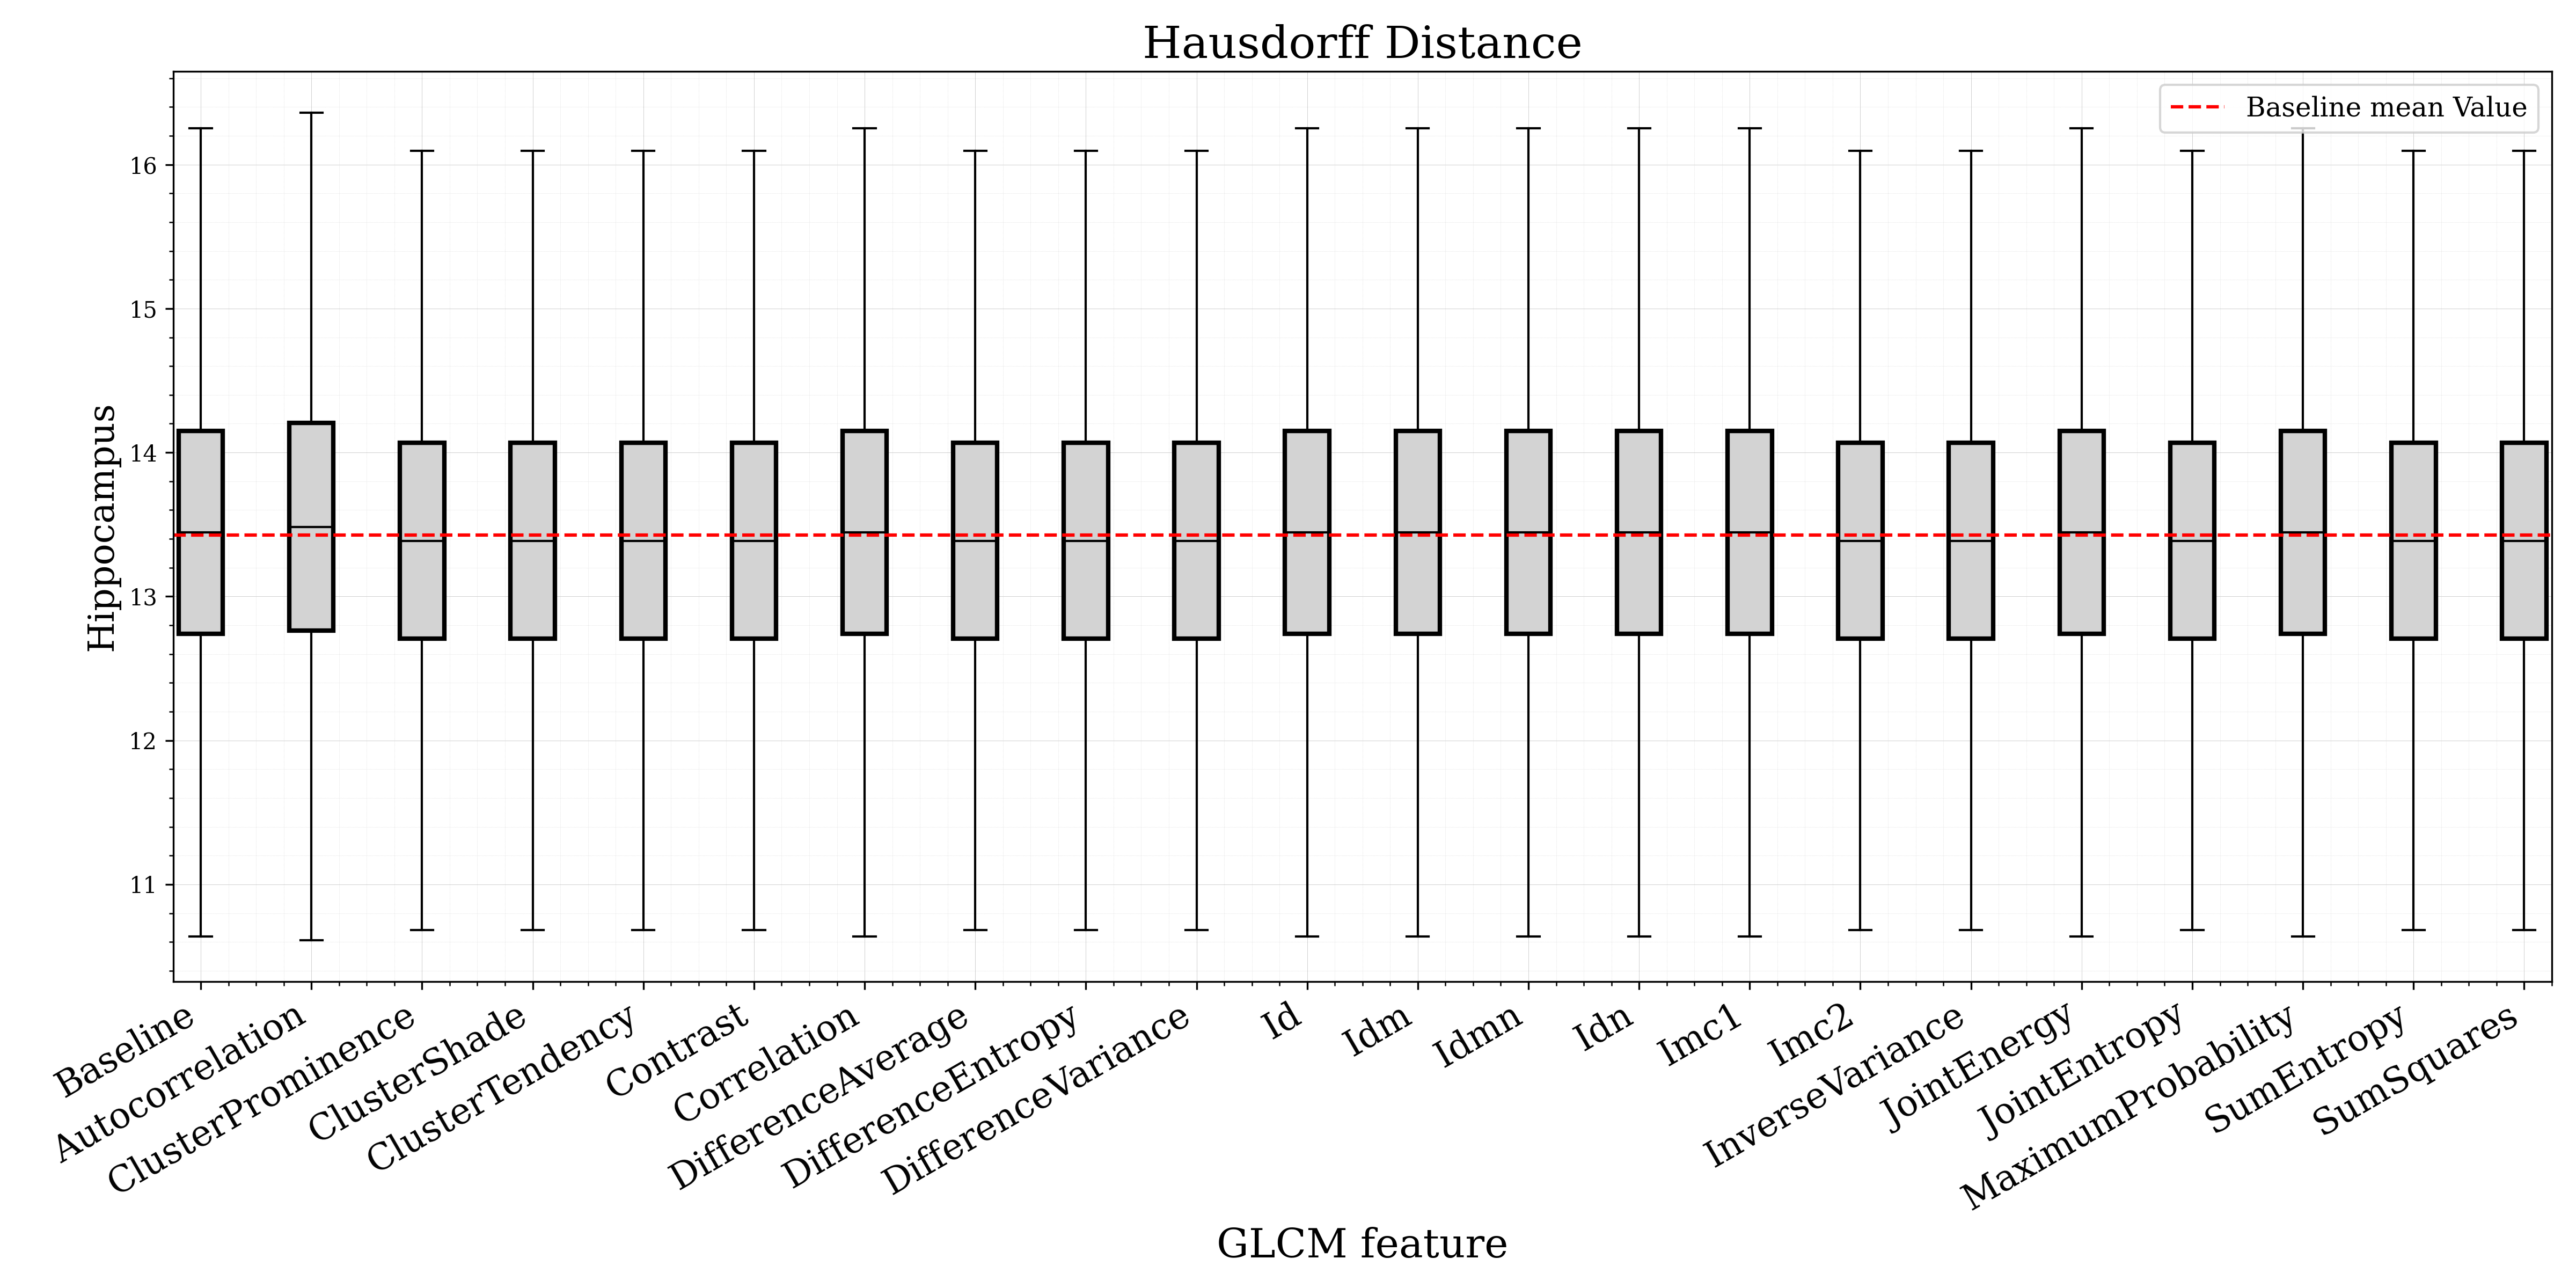 Hausdorff Distance
Baseline mean Value
Hippocampus
16
15
14
13
12
11
Baseline
Autocorrelation
ClusterProminence
ClusterShade
ClusterTendency
Contrast
Correlation
DifferenceAverage
DifferenceEntropy
DifferenceVariance
Id
Idm
Idmn
Idn
Imc1
Imc2
InverseVariance
JointEnergy
JointEntropy
MaximumProbability
SumEntropy
SumSquares
GLCM feature